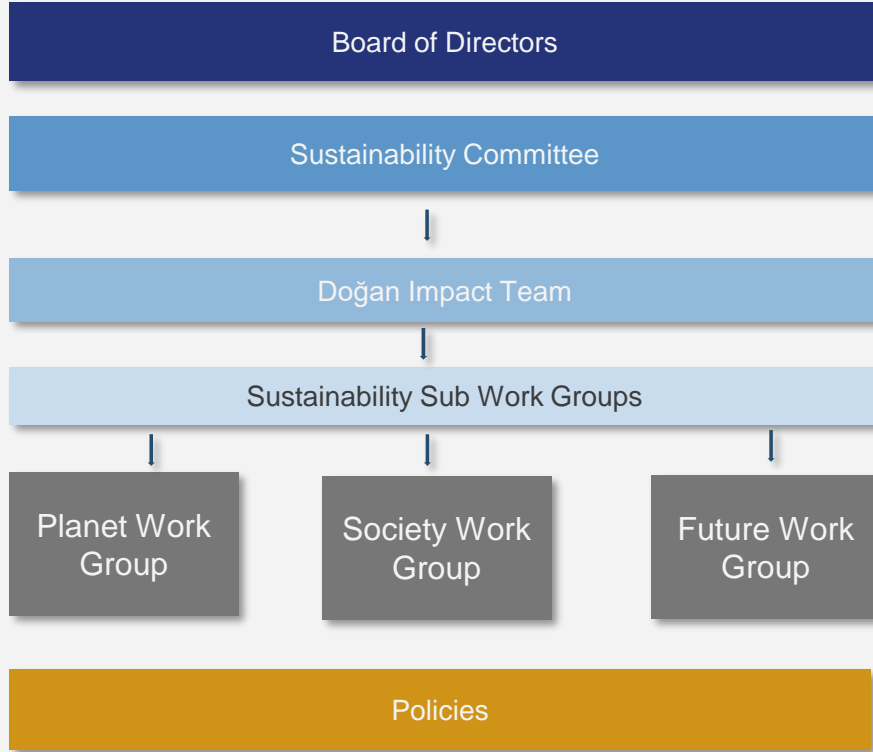 Board of Directors
Sustainability Committee
Doğan Impact Team
Sustainability Sub Work Groups
Planet Work
Group
Society Work
Group
Future Work
Group
Policies